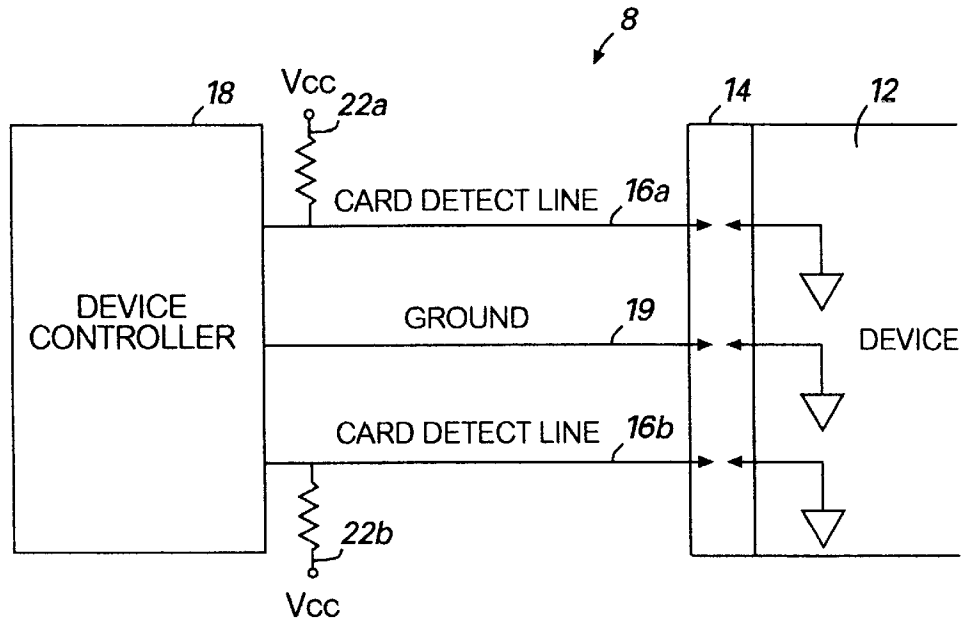 8
18
Vcc
22a
14
12
CARD DETECT LINE
16a
DEVICE
CONTROLLER
GROUND
19
DEVICE
CARD DETECT LINE
16b
22b
Vcc